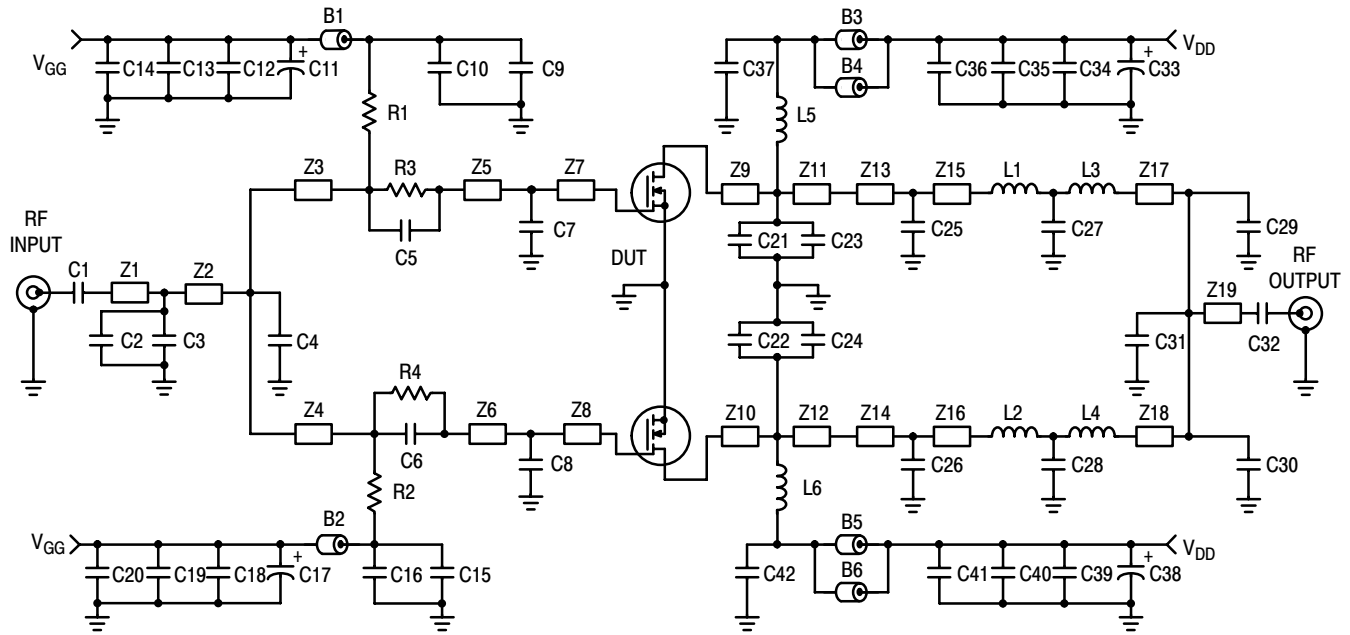 B1
B3
V_GG
C14 C13 C12 + C11 C10 C9
C37 B4 C36 C35 C34 + C33 V_DD
R1
L5
Z3 R3 Z5 Z7
Z9 Z11 Z13 Z15 L1 L3 Z17
C5 C7
C21 C23 C25 C27 C29
RF
INPUT
C1 Z1 Z2
DUT
RF
OUTPUT
Z19
C2 C3 C4
C22 C24 C31 C32
R4
Z4 C6 Z6 Z8
Z10 Z12 Z14 Z16 L2 L4 Z18
C8 C26 C28 C30
R2
L6
B2
B5
V_GG
V_DD
C20 C19 C18 + C17 C16 C15
C42 B6 C41 C40 C39 + C38